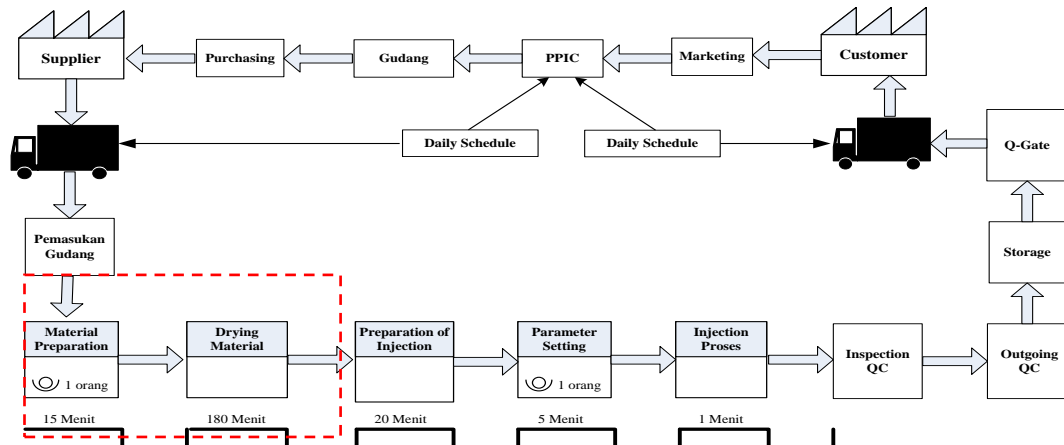 Supplier
Purchasing
Gudang
PPIC
Marketing
Customer
Daily Schedule
Daily Schedule
Q-Gate
Pemasukan
Gudang
Storage
Material
Preparation
1 orang
Drying
Material
Preparation of
Injection
Parameter
Setting
1 orang
Injection
Proses
Inspection
QC
Outgoing
QC
15 Menit
180 Menit
20 Menit
5 Menit
1 Menit